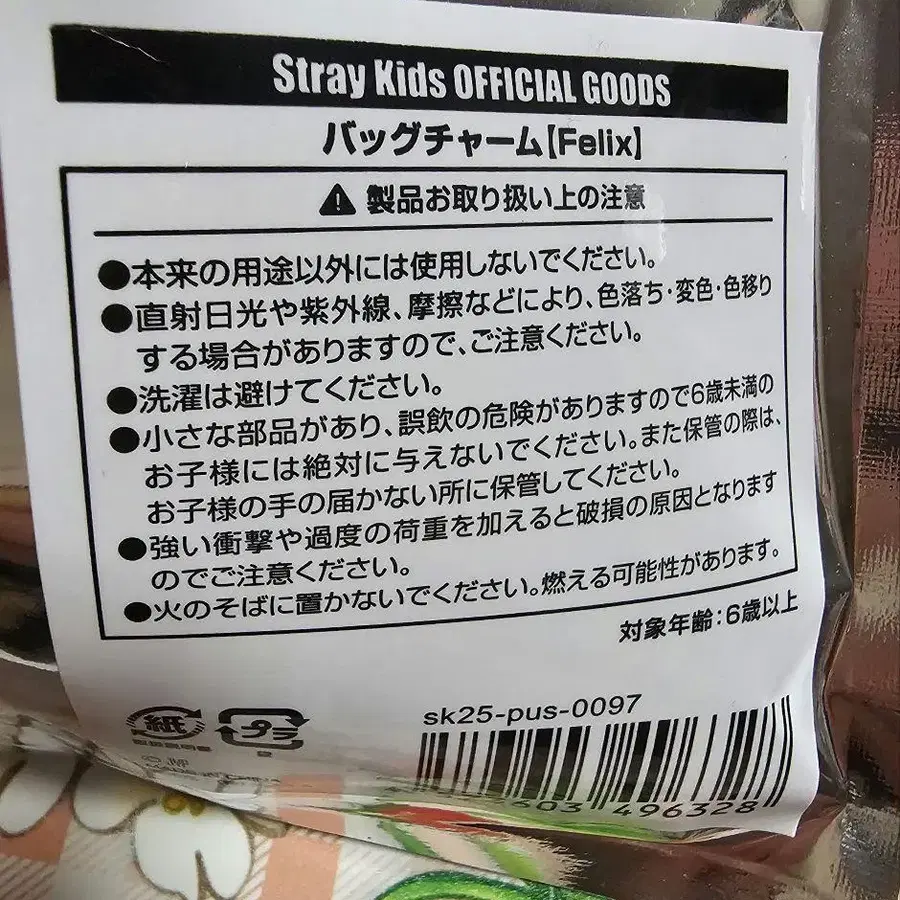 Stray Kids OFFICIAL GOODS
バッグチャーム【Felix】
製品お取り扱い上の注意
●本来の用途以外には使用しないでください。
●直射日光や紫外線、摩擦などにより、色落ち・変色・色移り
する場合がありますので、ご注意ください。
●洗濯は避けてください。
●小さな部品があり、誤飲の危険がありますので6歳未満の
お子様には絶対に与えないでください。また保管の際は、
お子様の手の届かない所に保管してください。
●強い衝撃や過度の荷重を加えると破損の原因となります
のでご注意ください。
●火のそばに置かないでください。燃える可能性があります。
対象年齢：6歳以上
紙
プラ
sk25-pus-0097
603 496328